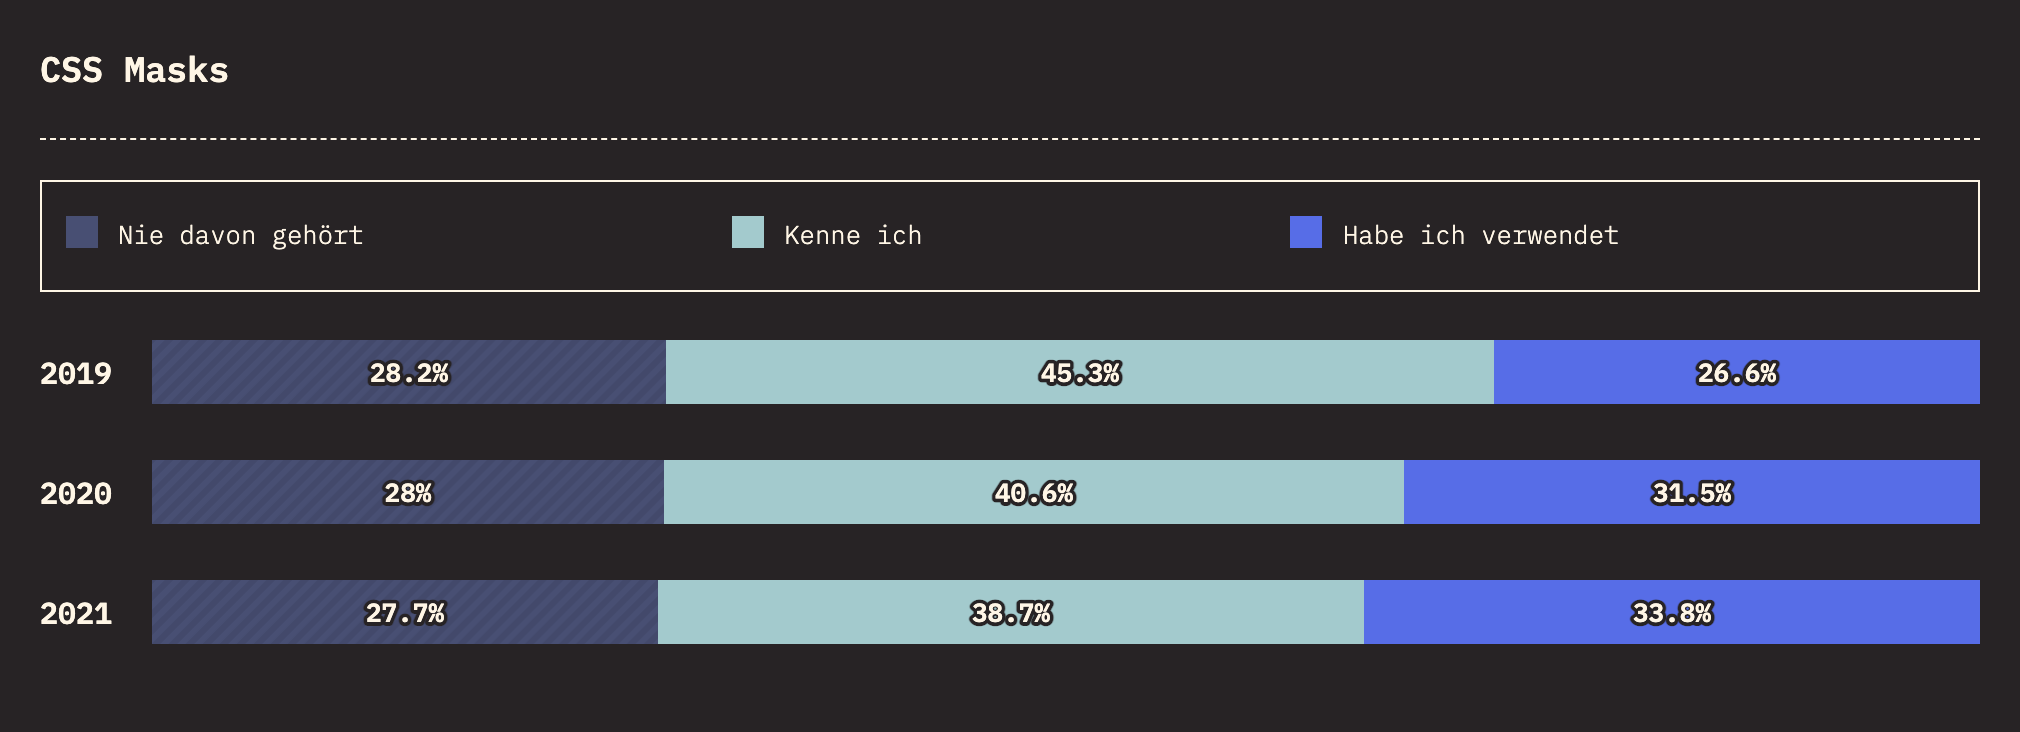 CSS Masks
Nie davon gehört Kenne ich Habe ich verwendet
2019 28.2% 45.3% 26.6%
2020 28% 40.6% 31.5%
2021 27.7% 38.7% 33.8%